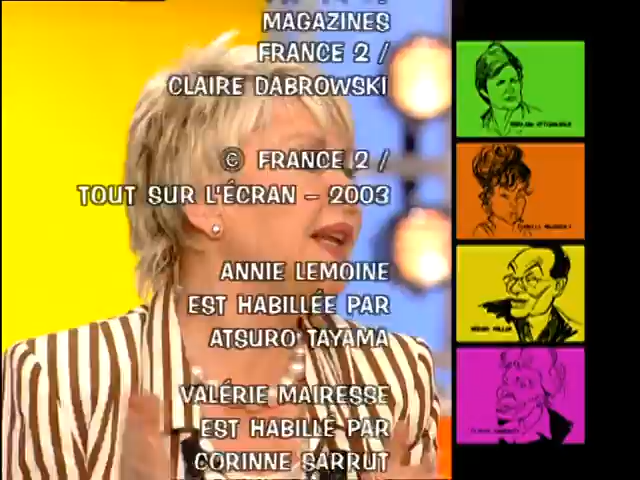 MAGAZINES
FRANCE 2 /
CLAIRE DABROWSKI
© FRANCE 2 /
TOUT SUR L'ÉCRAN – 2003
ANNIE LEMOINE
EST HABILLÉE PAR
ATSURO TAYAMA
VALÉRIE MAIRESSE
EST HABILLÉ PAR
CORINNE SARRUT